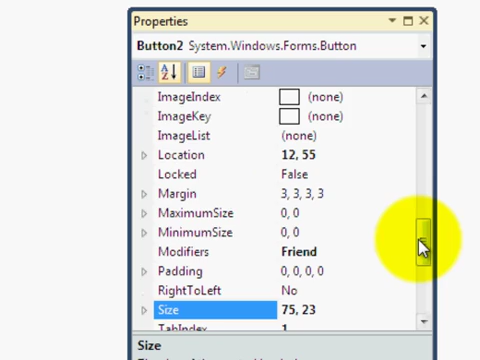 Properties
Button2 System.Windows.Forms.Button
ImageIndex (none)
ImageKey (none)
ImageList (none)
Location 12, 55
Locked False
Margin 3, 3, 3, 3
MaximumSize 0, 0
MinimumSize 0, 0
Modifiers Friend
Padding 0, 0, 0, 0
RightToLeft No
Size 75, 23
TabIndex 1
Size